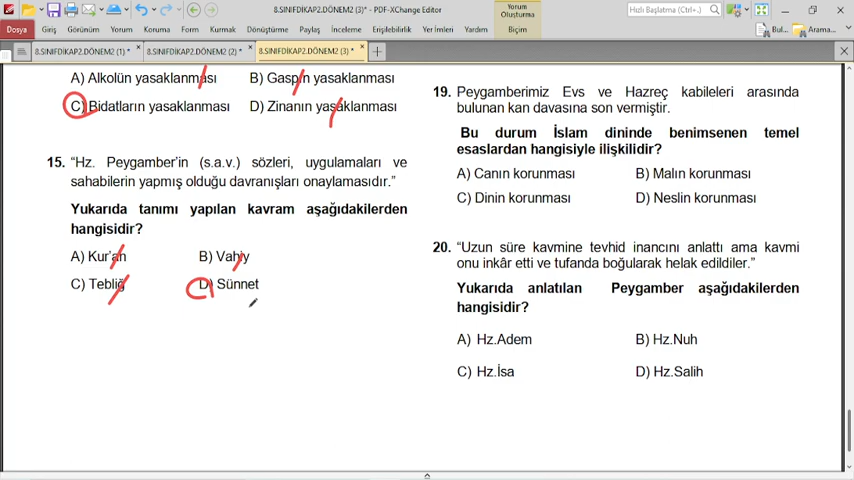 8.SINIFDİKAP2.DÖNEM2 (3)* - PDF-XChange Editor
Yorum Oluşturma
Hızlı Başlatma (Ctrl+.)
Dosya
Giriş
Görünüm
Yorum
Kurmak
Dönüştürme
Koruma
Form
Yer İmleri
Erişilebilirlik
İnceleme
Yardım
Biçim
Bul...
Arama...
8.SINIFDİKAP2.DÖNEM2 (1) *
8.SINIFDİKAP2.DÖNEM2 (2) *
8.SINIFDİKAP2.DÖNEM2 (3) *
A) Alkolün yasaklanması B) Gaspın yasaklanması
C) Bidatların yasaklanması D) Zinanın yasaklanması
15. “Hz. Peygamber’in (s.a.v.) sözleri, uygulamaları ve
sahabilerin yapmış olduğu davranışları onaylamasıdır.”
Yukarıda tanımı yapılan kavram aşağıdakilerden
hangisidir?
A) Kur’an B) Vahiy
C) Tebliğ D) Sünnet
19. Peygamberimiz Evs ve Hazreç kabileleri arasında
bulunan kan davasına son vermiştir.
Bu durum İslam dininde benimsenen temel
esaslardan hangisiyle ilişkilidir?
A) Canın korunması B) Malın korunması
C) Dinin korunması D) Neslin korunması
20. “Uzun süre kavmine tevhid inancını anlattı ama kavmi
onu inkâr etti ve tufanda boğularak helak edildiler.”
Yukarıda anlatılan Peygamber aşağıdakilerden
hangisidir?
A) Hz.Adem B) Hz.Nuh
C) Hz.İsa D) Hz.Salih